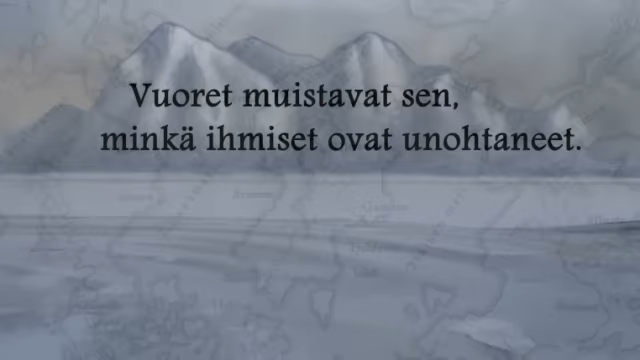 Vuoret muistavat sen,
minkä ihmiset ovat unohtaneet.